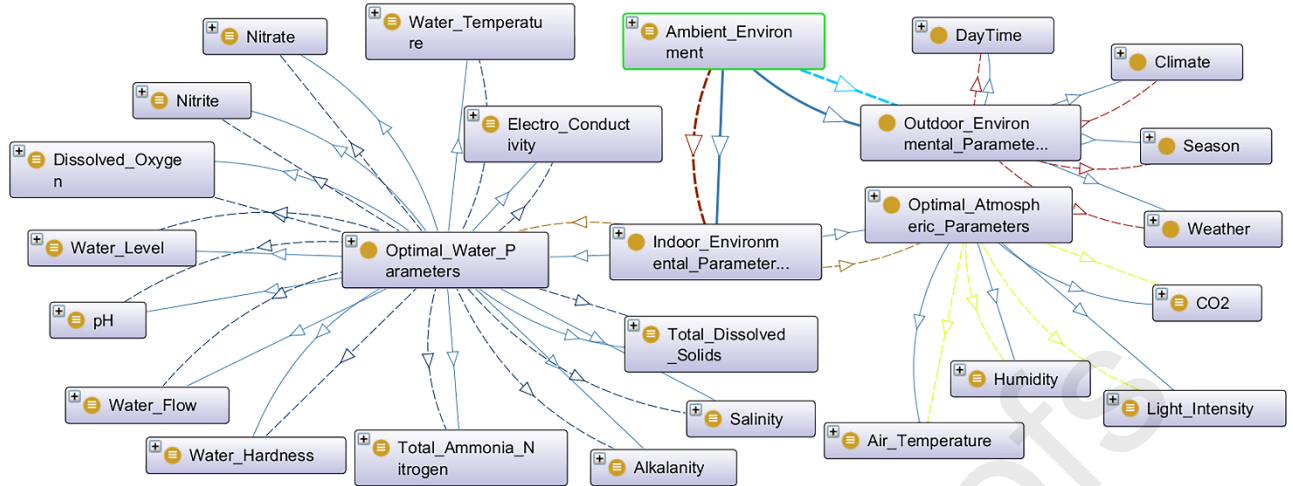 Nitrate
Water_Temperatu
re
Ambient_Environ
ment
DayTime
Climate
Nitrite
Electro_Conduct
ivity
Outdoor_Environ
mental_Paramete...
Season
Dissolved_Oxyge
n
Optimal_Atmosph
eric_Parameters
Weather
Water_Level
Optimal_Water_P
arameters
Indoor_Environm
ental_Parameter...
CO2
pH
Total_Dissolved
_Solids
Humidity
Light_Intensity
Water_Flow
Salinity
Air_Temperature
Water_Hardness
Total_Ammonia_N
itrogen
Alkalanity
ofs